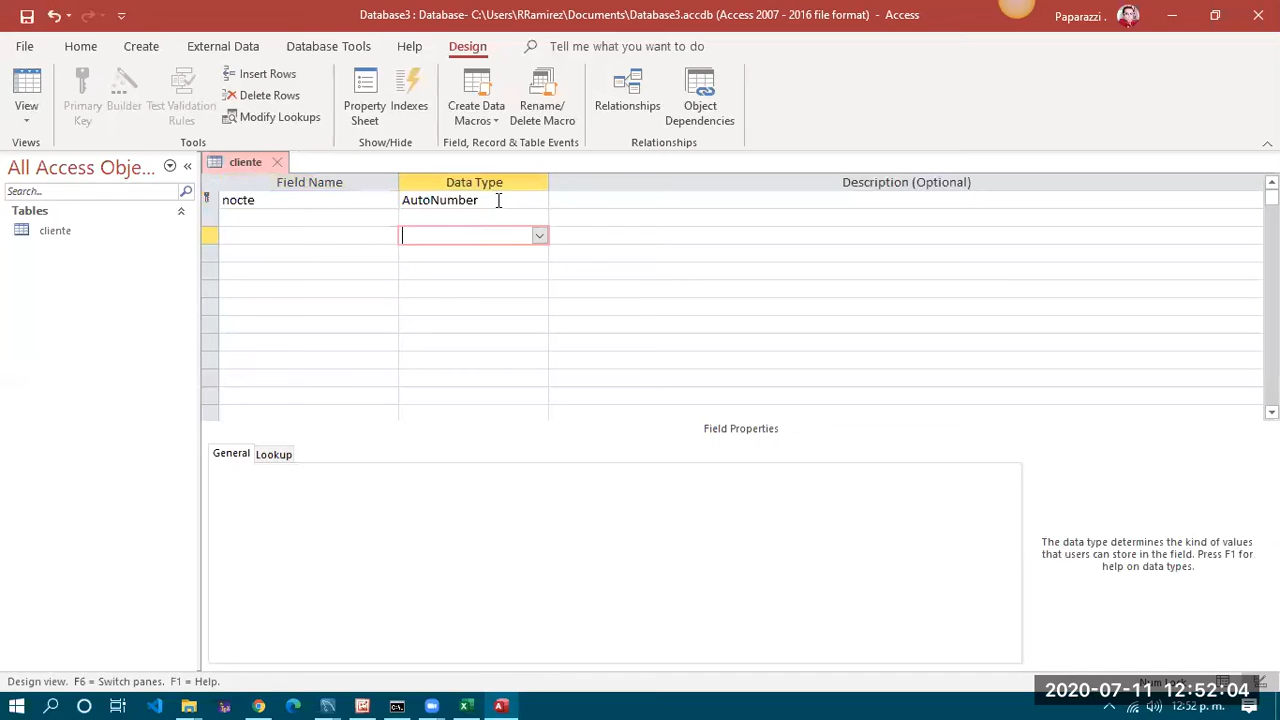 Database3 : Database- C:\Users\RRamirez\Documents\Database3.accdb (Access 2007 - 2016 file format) - Access
Paparazzi .
File Home Create External Data Database Tools Help Design Tell me what you want to do
View
Primary Key
Builder
Test Validation Rules
Insert Rows
Delete Rows
Modify Lookups
Property Sheet
Indexes
Create Data Macros
Rename/ Delete Macro
Relationships
Object Dependencies
Views Tools Show/Hide Field, Record & Table Events Relationships
All Access Obje...
Search...
Tables
cliente
cliente
Field Name Data Type Description (Optional)
nocte AutoNumber
Field Properties
General Lookup
The data type determines the kind of values
that users can store in the field. Press F1 for
help on data types.
Design view. F6 = Switch panes. F1 = Help.
Num Lock
2020-07-11 12:52:04
12:52 p. m.